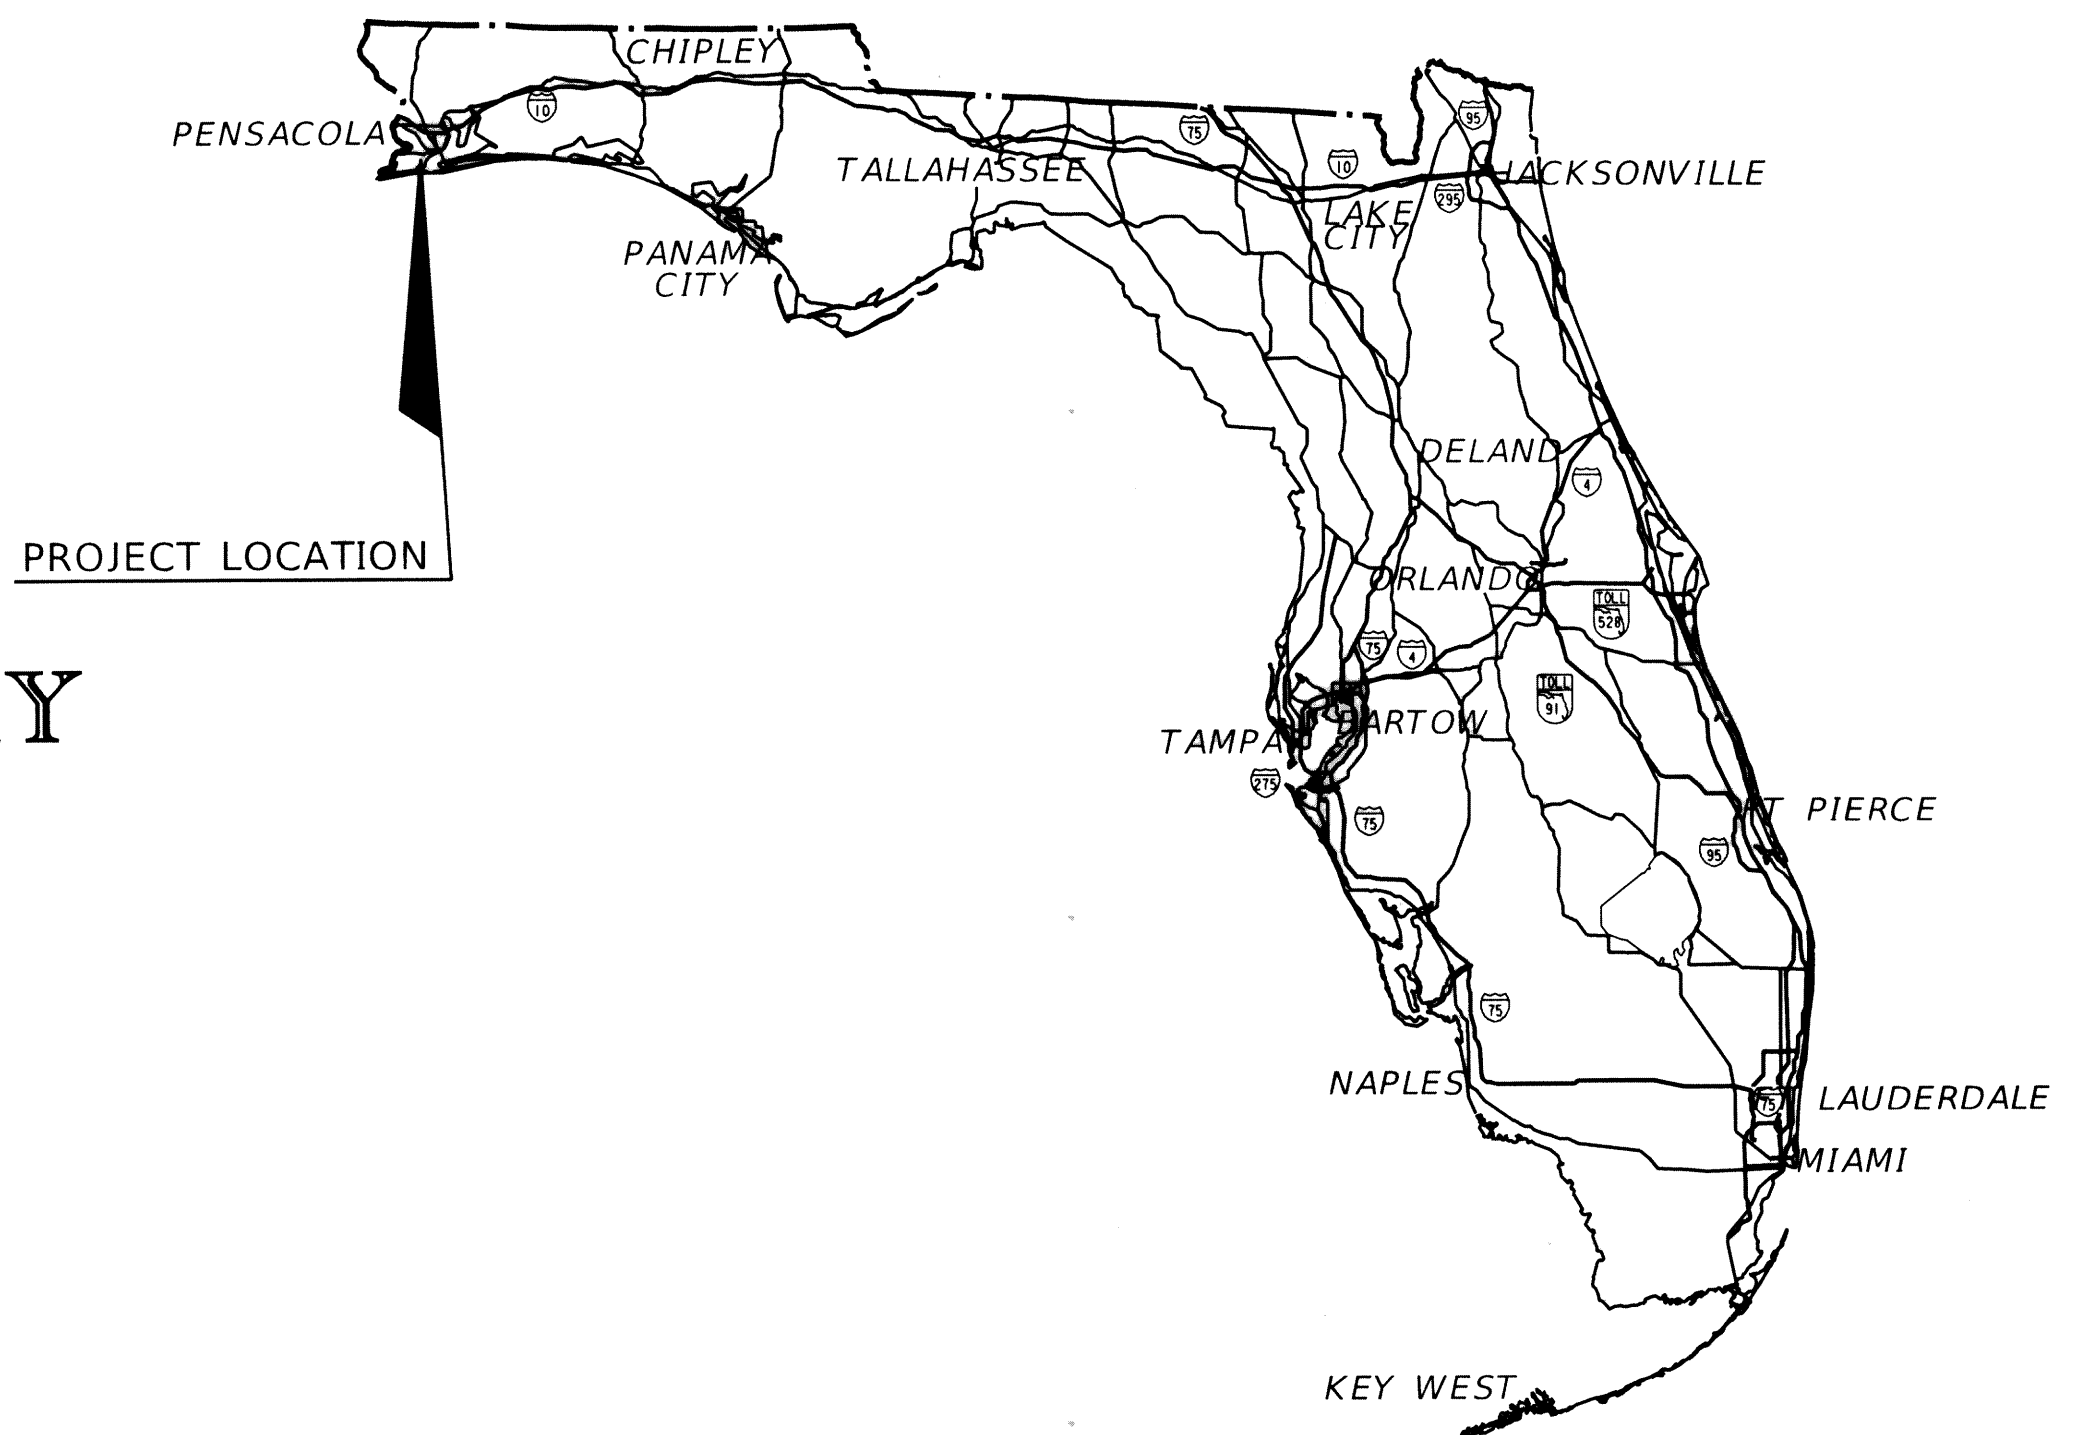 CHIPLEY
PENSACOLA
10
95
75
10
TALLAHASSEE
JACKSONVILLE
295
LAKE
CITY
PANAMA
CITY
DELAND
4
PROJECT LOCATION
ORLANDO
TOLL
528
75
4
Y
TOLL
91
BARTOW
TAMPA
275
75
FT PIERCE
95
75
NAPLES
75
LAUDERDALE
MIAMI
KEY WEST